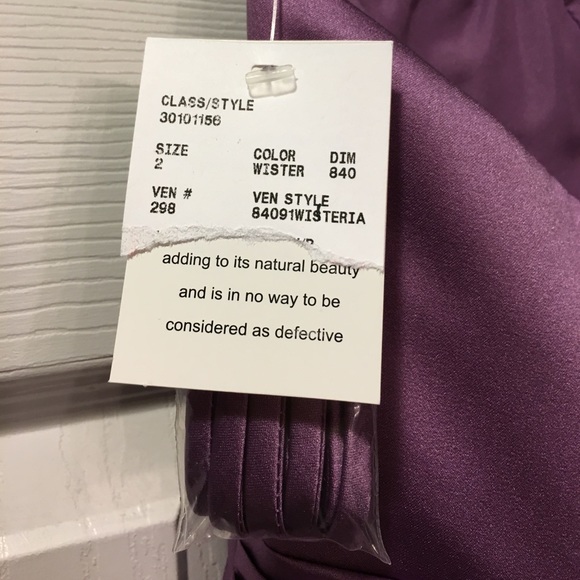 CLASS/STYLE
30101156
SIZE COLOR DIM
2 WISTER 840
VEN # VEN STYLE
298 84091WISTERIA
adding to its natural beauty
and is in no way to be
considered as defective